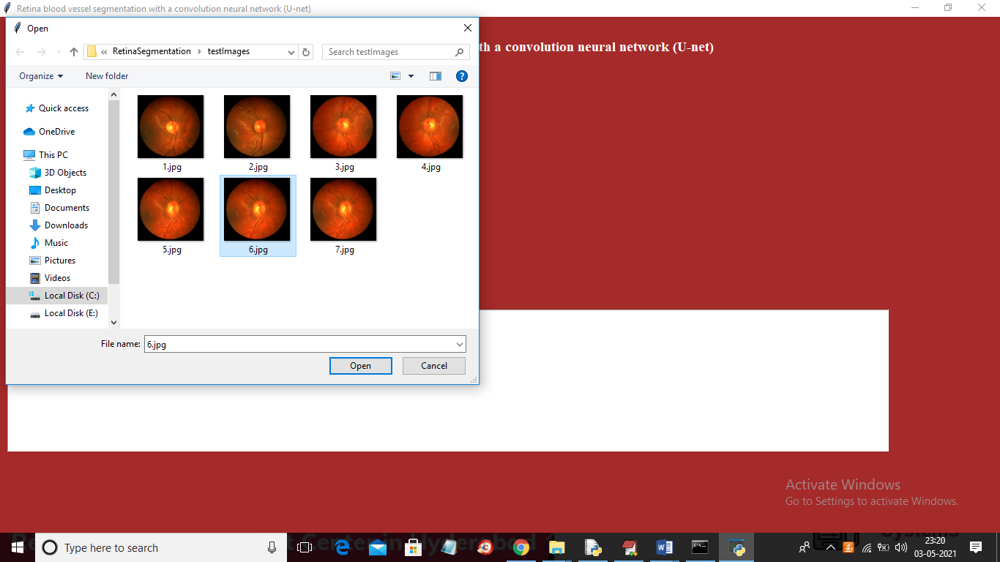 Retina blood vessel segmentation with a convolution neural network (U-net)
Open
th a convolution neural network (U-net)
« RetinaSegmentation › testImages
Search testImages
Organize
New folder
Quick access
OneDrive
This PC
3D Objects
Desktop
Documents
Downloads
Music
Pictures
Videos
Local Disk (C:)
Local Disk (E:)
1.jpg
2.jpg
3.jpg
4.jpg
5.jpg
6.jpg
7.jpg
File name:
6.jpg
Open
Cancel
Activate Windows
Go to Settings to activate Windows.
Type here to search
23:20
03-05-2021